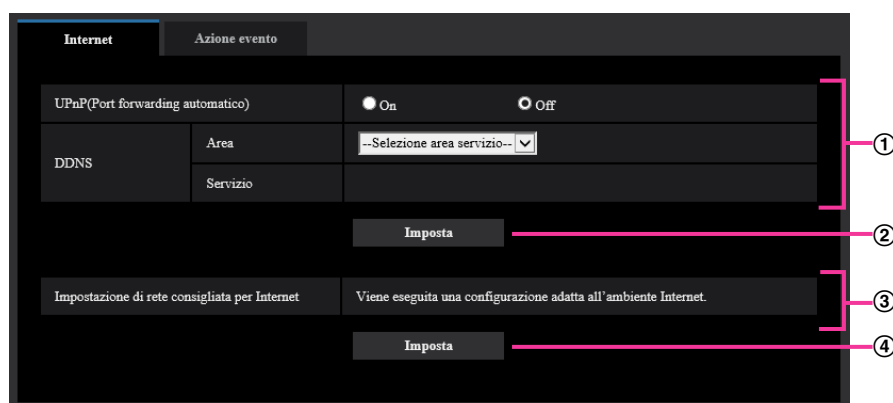 Internet Azione evento
UPnP(Port forwarding automatico) On Off
DDNS Area --Selezione area servizio--
Servizio
①
Imposta ②
Impostazione di rete consigliata per Internet Viene eseguita una configurazione adatta all'ambiente Internet. ③
Imposta ④